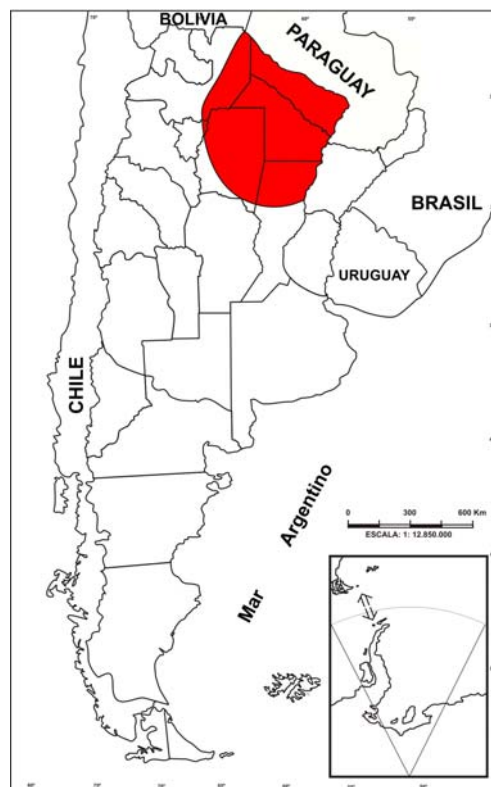 BOLIVIA
PARAGUAY
BRASIL
URUGUAY
CHILE
Mar Argentino
0 300 600 Km
ESCALA: 1: 12.850.000